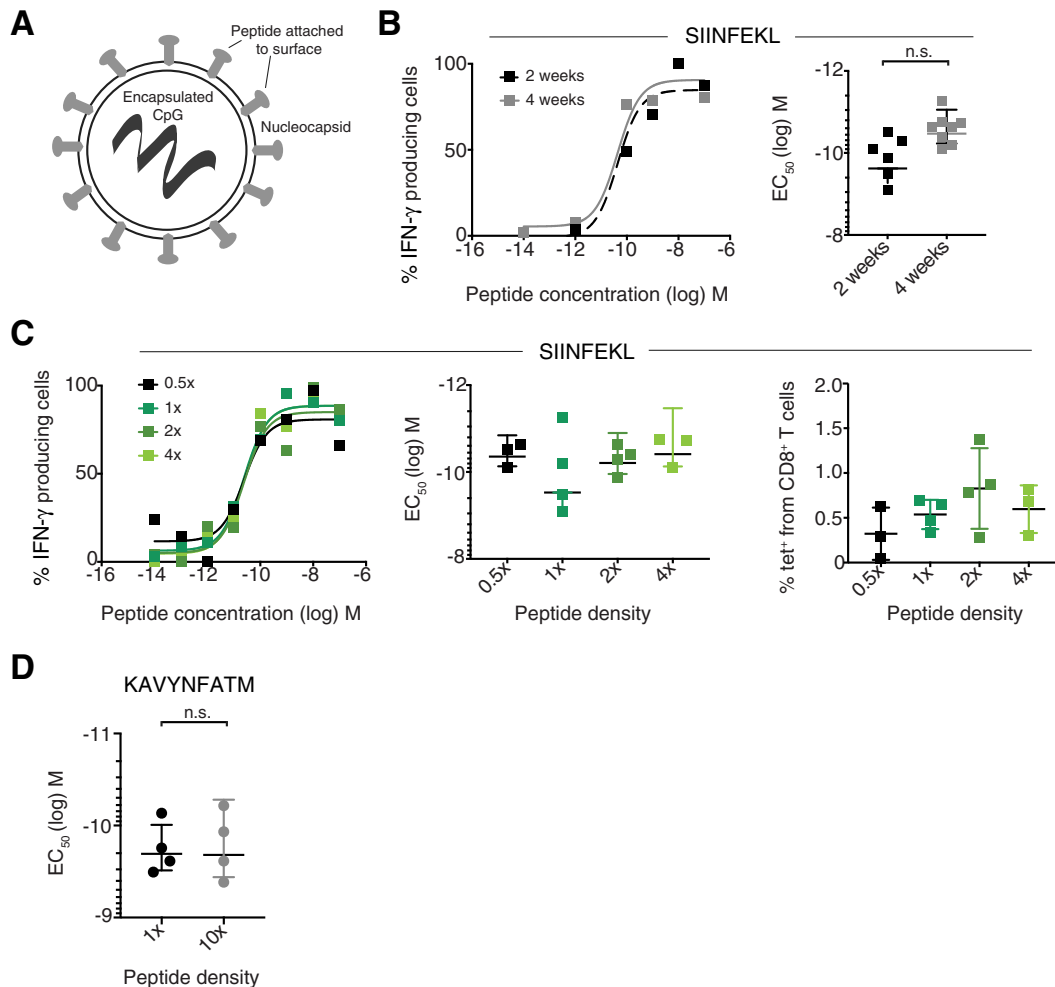 A
Peptide attached
to surface
Encapsulated
CpG
Nucleocapsid
B
SIINFEKL
% IFN-γ producing cells
100
50
0
2 weeks
4 weeks
-16
-14
-12
-10
-8
-6
Peptide concentration (log) M
n.s.
EC50 (log) M
-12
-10
-8
2 weeks
4 weeks
C
SIINFEKL
% IFN-γ producing cells
100
50
0
0.5x
1x
2x
4x
-16
-14
-12
-10
-8
-6
Peptide concentration (log) M
EC50 (log) M
-12
-10
-8
0.5x
1x
2x
4x
Peptide density
% tet+ from CD8+ T cells
2.0
1.5
1.0
0.5
0
0.5x
1x
2x
4x
Peptide density
D
KAVYNFATM
n.s.
EC50 (log) M
-11
-10
-9
1x
10x
Peptide density